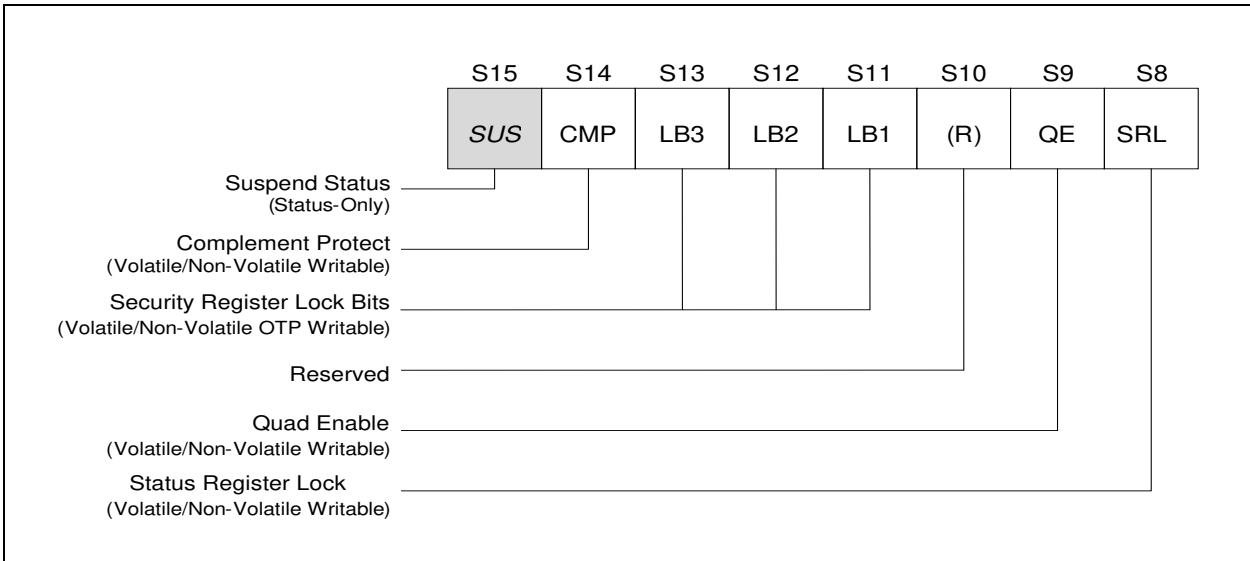 S15 S14 S13 S12 S11 S10 S9 S8
SUS CMP LB3 LB2 LB1 (R) QE SRL
Suspend Status
(Status-Only)
Complement Protect
(Volatile/Non-Volatile Writable)
Security Register Lock Bits
(Volatile/Non-Volatile OTP Writable)
Reserved
Quad Enable
(Volatile/Non-Volatile Writable)
Status Register Lock
(Volatile/Non-Volatile Writable)